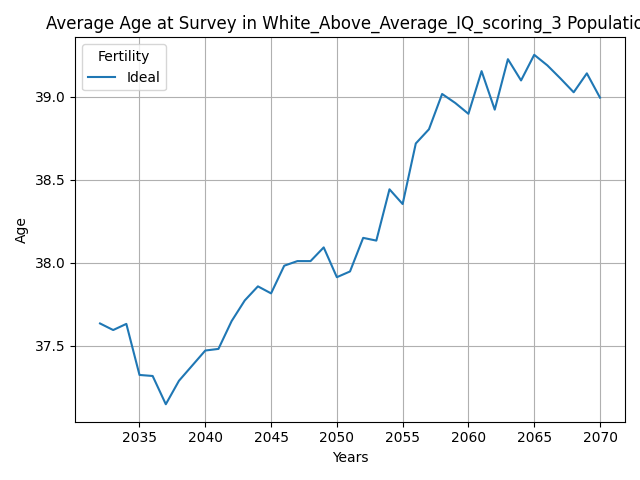 Average Age at Survey in White_Above_Average_IQ_scoring_3 Populatio
Fertility
Ideal
39.0
38.5
38.0
37.5
Age
2035 2040 2045 2050 2055 2060 2065 2070
Years